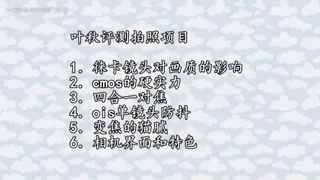 叶秋评测拍照项目
1. 徕卡镜头对画质的影响
2. cmos的硬实力
3. 四合一对焦
4. ois单镜头防抖
5. 变焦的猫腻
6. 相机界面和特色